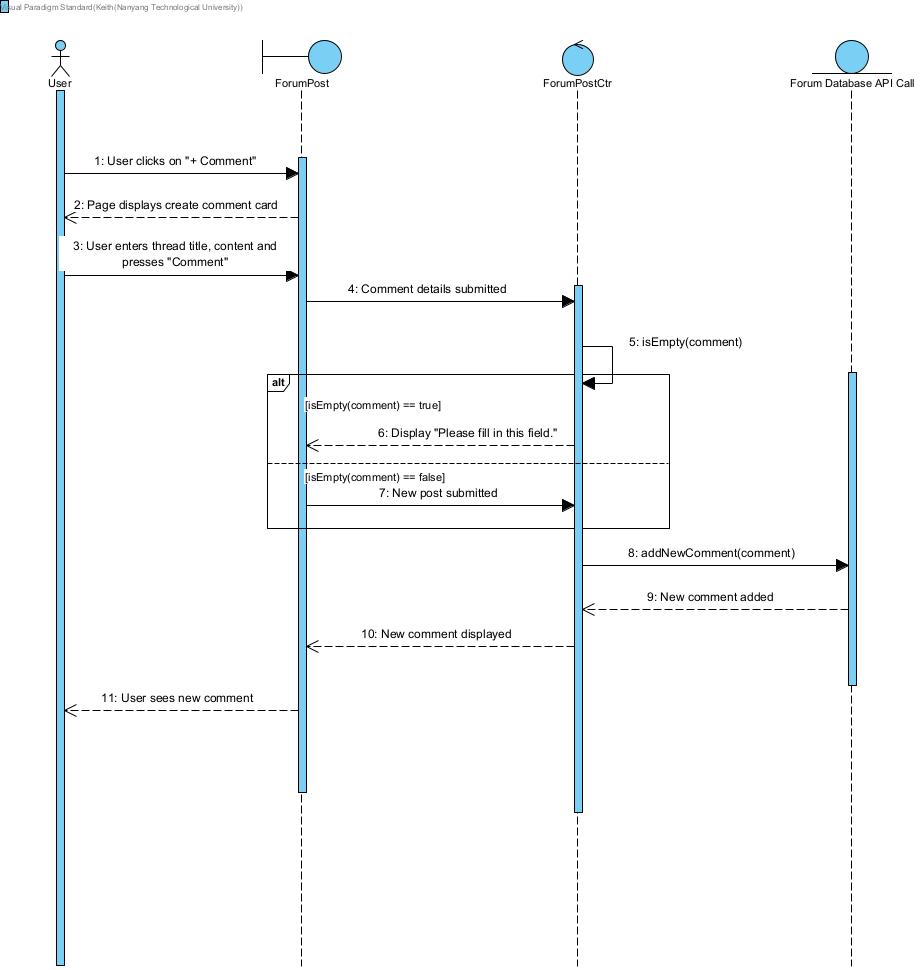 Visual Paradigm Standard(Keith(Nanyang Technological University))
User
ForumPost
ForumPostCtr
Forum Database API Call
1: User clicks on "+ Comment"
2: Page displays create comment card
3: User enters thread title, content and
presses "Comment"
4: Comment details submitted
5: isEmpty(comment)
alt
[isEmpty(comment) == true]
6: Display "Please fill in this field."
[isEmpty(comment) == false]
7: New post submitted
8: addNewComment(comment)
9: New comment added
10: New comment displayed
11: User sees new comment